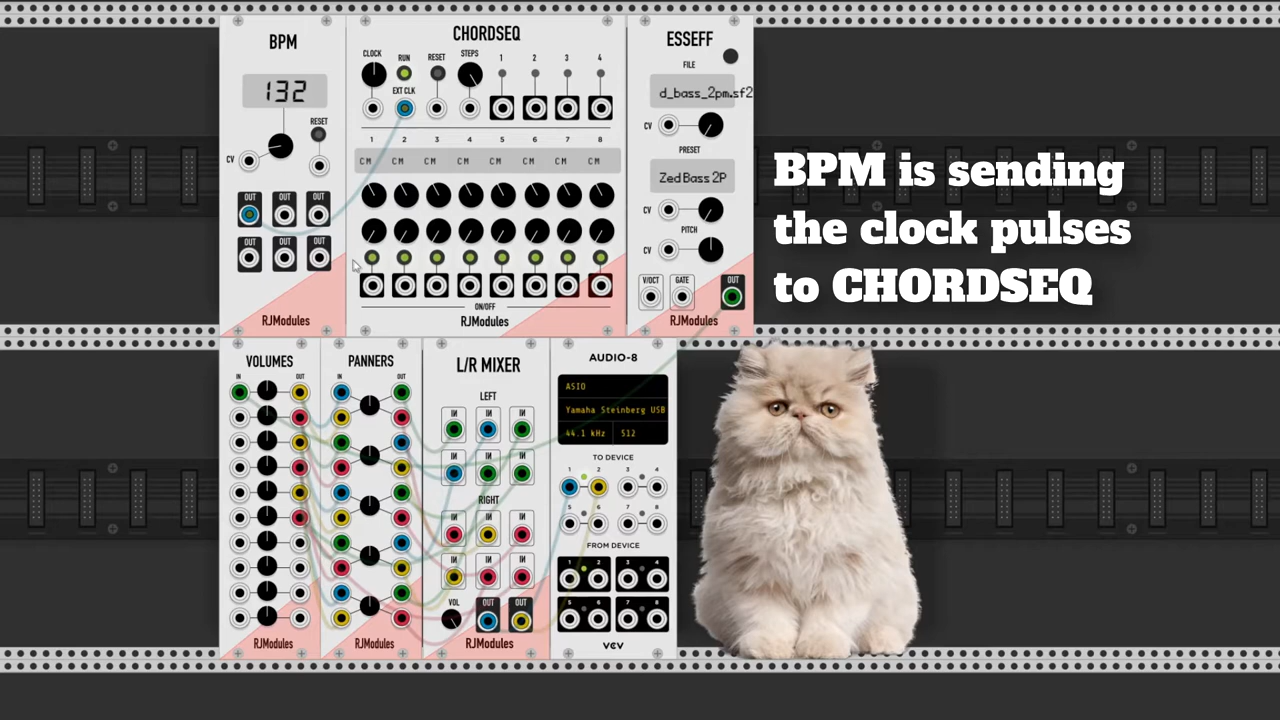 BPM
132
RESET
CV
OUT OUT OUT
OUT OUT OUT
RJModules
CHORDSEQ
CLOCK RUN RESET STEPS 1 2 3 4
EXT CLK
1 2 3 4 5 6 7 8
CM CM CM CM CM CM CM CM
ON/OFF
RJModules
ESSEFF
FILE
d_bass_2pm.sf2
CV
PRESET
ZedBass2P
CV
PITCH
CV
V/OCT GATE OUT
RJModules
BPM is sending
the clock pulses
to CHORDSEQ
VOLUMES
IN OUT
RJModules
PANNERS
IN OUT
RJModules
L/R MIXER
LEFT
IN IN IN
IN IN IN
RIGHT
IN IN IN
IN IN IN
VOL OUT OUT
RJModules
AUDIO-8
ASIO
Yamaha Steinberg USB
44.1 kHz 512
TO DEVICE
1 2 3 4
5 6 7 8
FROM DEVICE
1 2 3 4
5 6 7 8
VCV